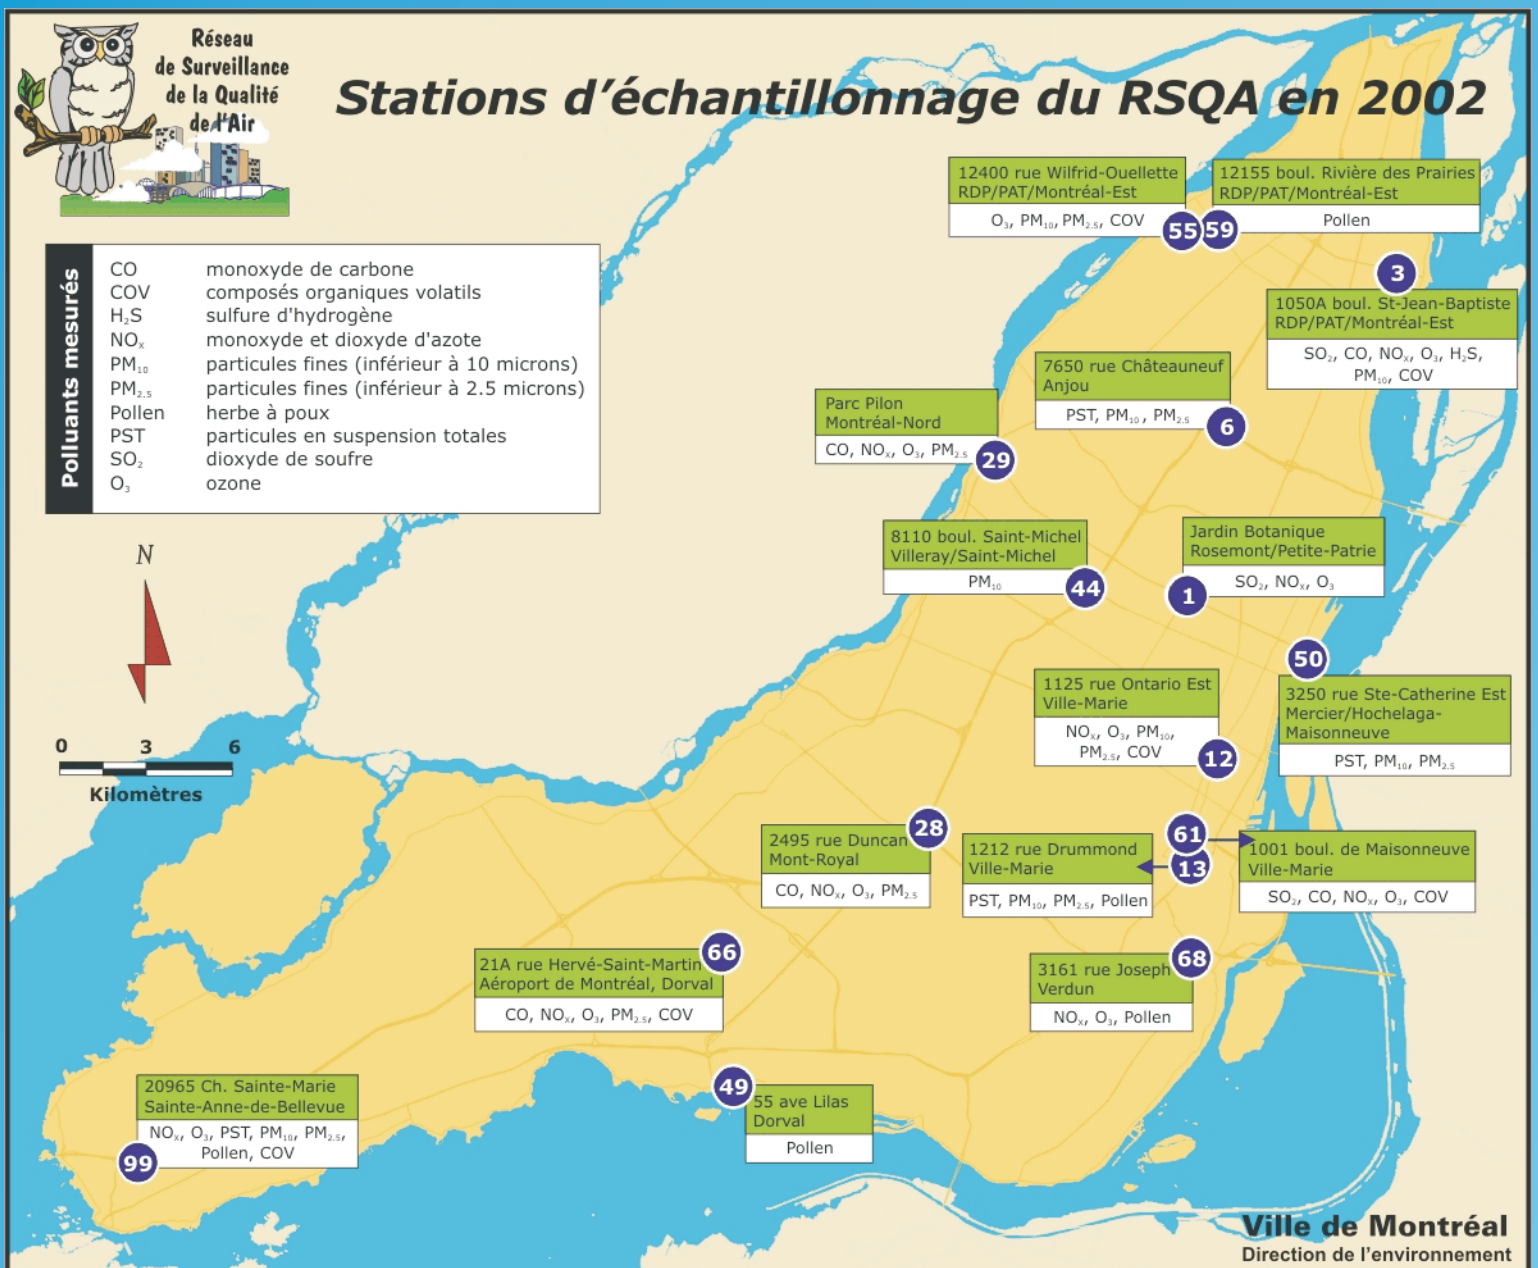 Réseau
de Surveillance
de la Qualité
de l'Air
Stations d'échantillonnage du RSQA en 2002
Polluants mesurés
CO monoxyde de carbone
COV composés organiques volatils
H₂S sulfure d'hydrogène
NOₓ monoxyde et dioxyde d'azote
PM₁₀ particules fines (inférieur à 10 microns)
PM₂.₅ particules fines (inférieur à 2.5 microns)
Pollen herbe à poux
PST particules en suspension totales
SO₂ dioxyde de soufre
O₃ ozone
N
0 3 6
Kilomètres
12400 rue Wilfrid-Ouellette
RDP/PAT/Montréal-Est
O₃, PM₁₀, PM₂.₅, COV
55
12155 boul. Rivière des Prairies
RDP/PAT/Montréal-Est
Pollen
59
3
1050A boul. St-Jean-Baptiste
RDP/PAT/Montréal-Est
SO₂, CO, NOₓ, O₃, H₂S,
PM₁₀, COV
7650 rue Châteauneuf
Anjou
PST, PM₁₀, PM₂.₅
6
Parc Pilon
Montréal-Nord
CO, NOₓ, O₃, PM₂.₅
29
8110 boul. Saint-Michel
Villeray/Saint-Michel
PM₁₀
44
Jardin Botanique
Rosemont/Petite-Patrie
SO₂, NOₓ, O₃
1
50
3250 rue Ste-Catherine Est
Mercier/Hochelaga-
Maisonneuve
PST, PM₁₀, PM₂.₅
1125 rue Ontario Est
Ville-Marie
NOₓ, O₃, PM₁₀,
PM₂.₅, COV
12
2495 rue Duncan
Mont-Royal
CO, NOₓ, O₃, PM₂.₅
28
1212 rue Drummond
Ville-Marie
PST, PM₁₀, PM₂.₅, Pollen
13
61
1001 boul. de Maisonneuve
Ville-Marie
SO₂, CO, NOₓ, O₃, COV
21A rue Hervé-Saint-Martin
Aéroport de Montréal, Dorval
CO, NOₓ, O₃, PM₂.₅, COV
66
3161 rue Joseph
Verdun
NOₓ, O₃, Pollen
68
20965 Ch. Sainte-Marie
Sainte-Anne-de-Bellevue
NOₓ, O₃, PST, PM₁₀, PM₂.₅,
Pollen, COV
99
49
55 ave Lilas
Dorval
Pollen
Ville de Montréal
Direction de l'environnement